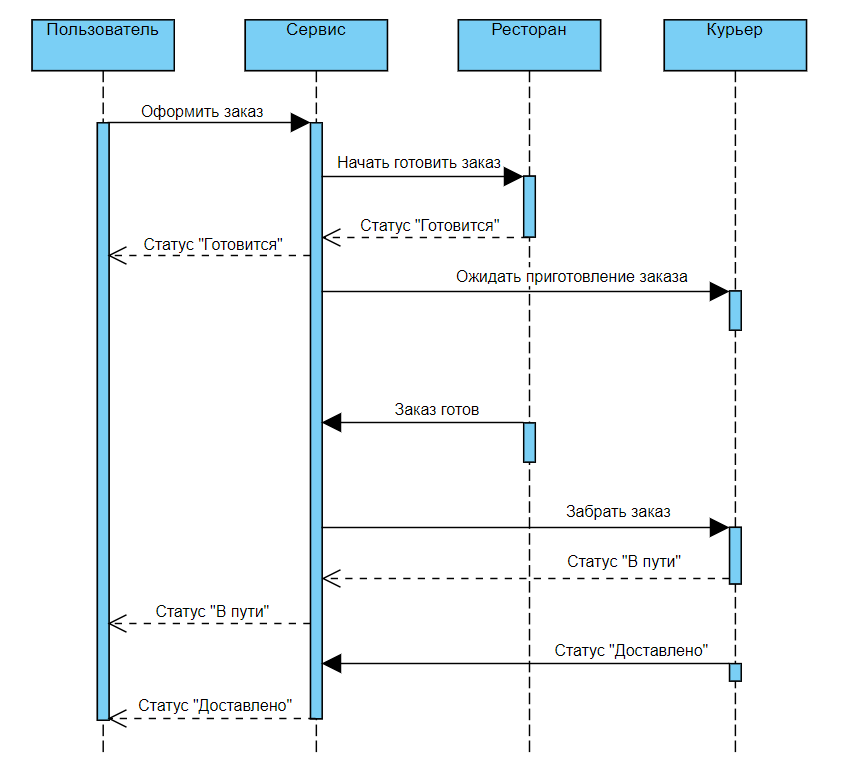 Пользователь
Сервис
Ресторан
Курьер
Оформить заказ
Начать готовить заказ
Статус "Готовится"
Статус "Готовится"
Ожидать приготовление заказа
Заказ готов
Забрать заказ
Статус "В пути"
Статус "В пути"
Статус "Доставлено"
Статус "Доставлено"